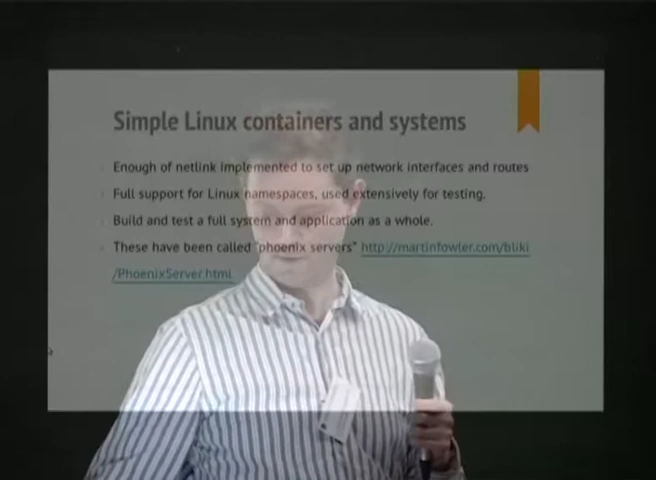 Simple Linux containers and systems
Enough of netlink implemented to set up network interfaces and routes
Full support for Linux namespaces, used extensively for testing.
Build and test a full system and application as a whole.
These have been called "phoenix servers" http://martinfowler.com/bliki
/PhoenixServer.html